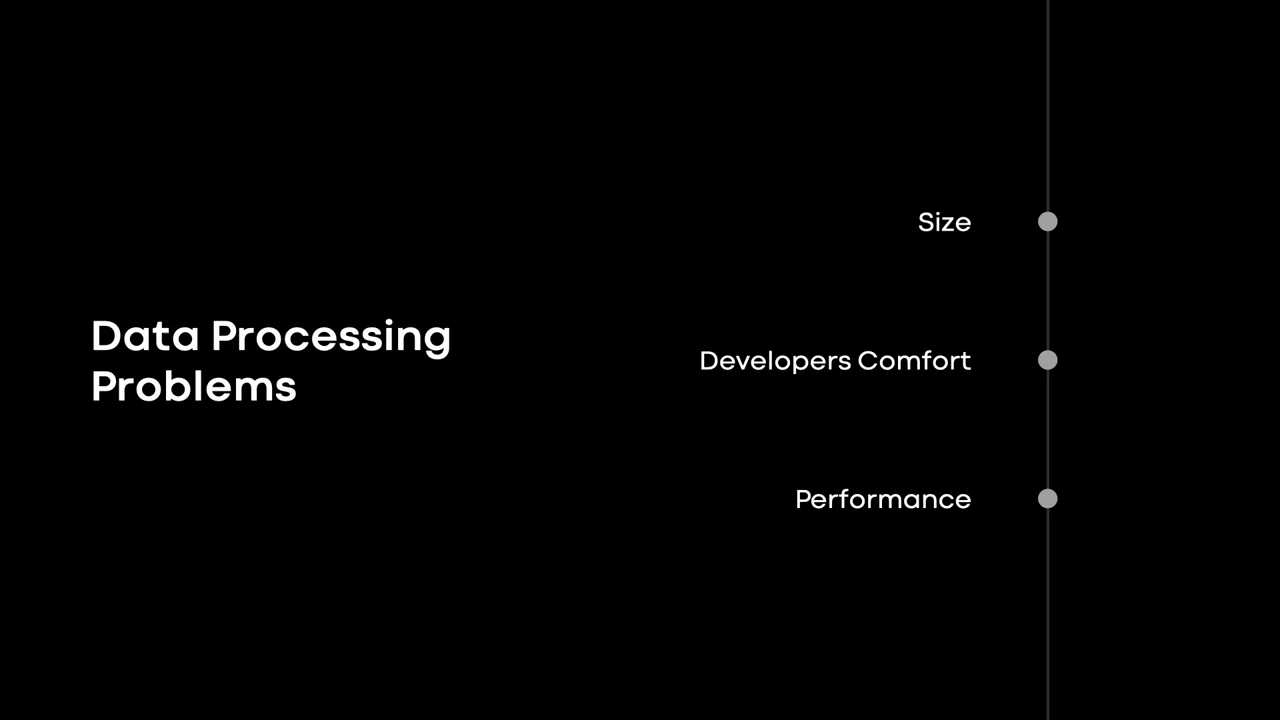 Data Processing
Problems
Size
Developers Comfort
Performance